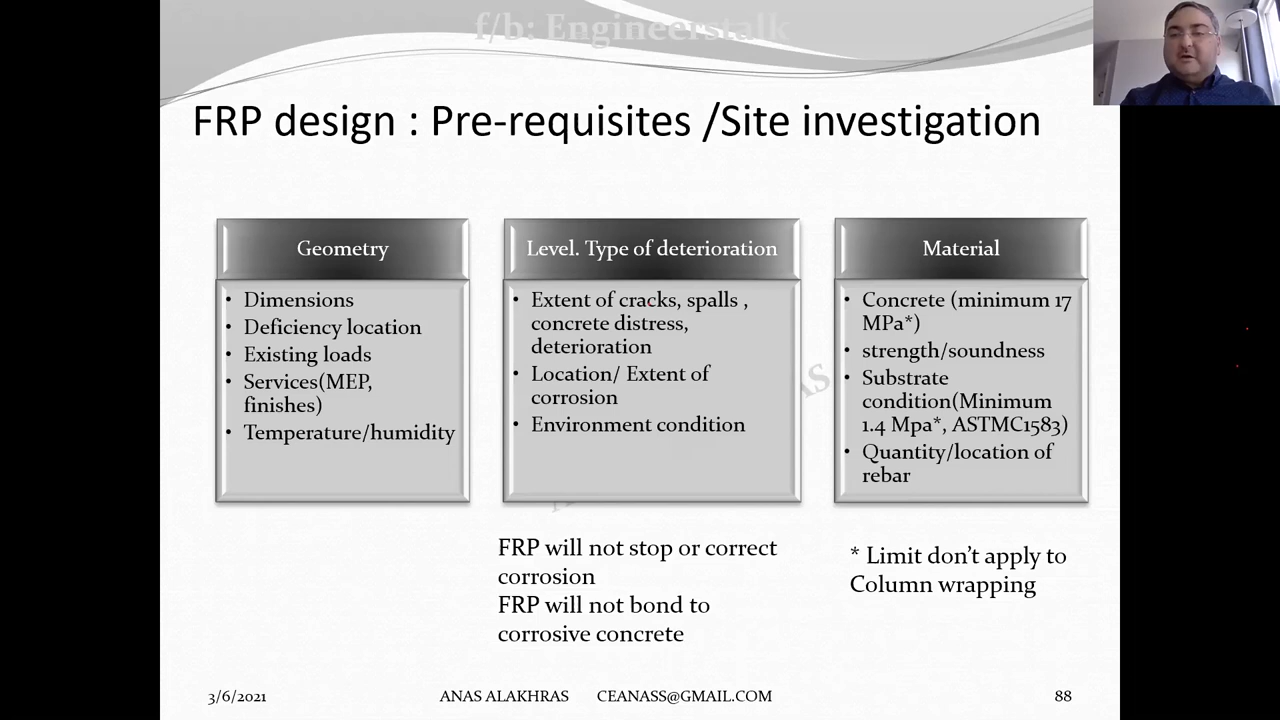 f/b: Engineerstalk
FRP design : Pre-requisites /Site investigation
Geometry
• Dimensions
• Deficiency location
• Existing loads
• Services(MEP,
finishes)
• Temperature/humidity
Level. Type of deterioration
• Extent of cracks, spalls ,
concrete distress,
deterioration
• Location/ Extent of
corrosion
• Environment condition
Material
• Concrete (minimum 17
MPa*)
• strength/soundness
• Substrate
condition(Minimum
1.4 Mpa*, ASTMC1583)
• Quantity/location of
rebar
FRP will not stop or correct
corrosion
FRP will not bond to
corrosive concrete
* Limit don’t apply to
Column wrapping
3/6/2021 ANAS ALAKHRAS CEANASS@GMAIL.COM 88